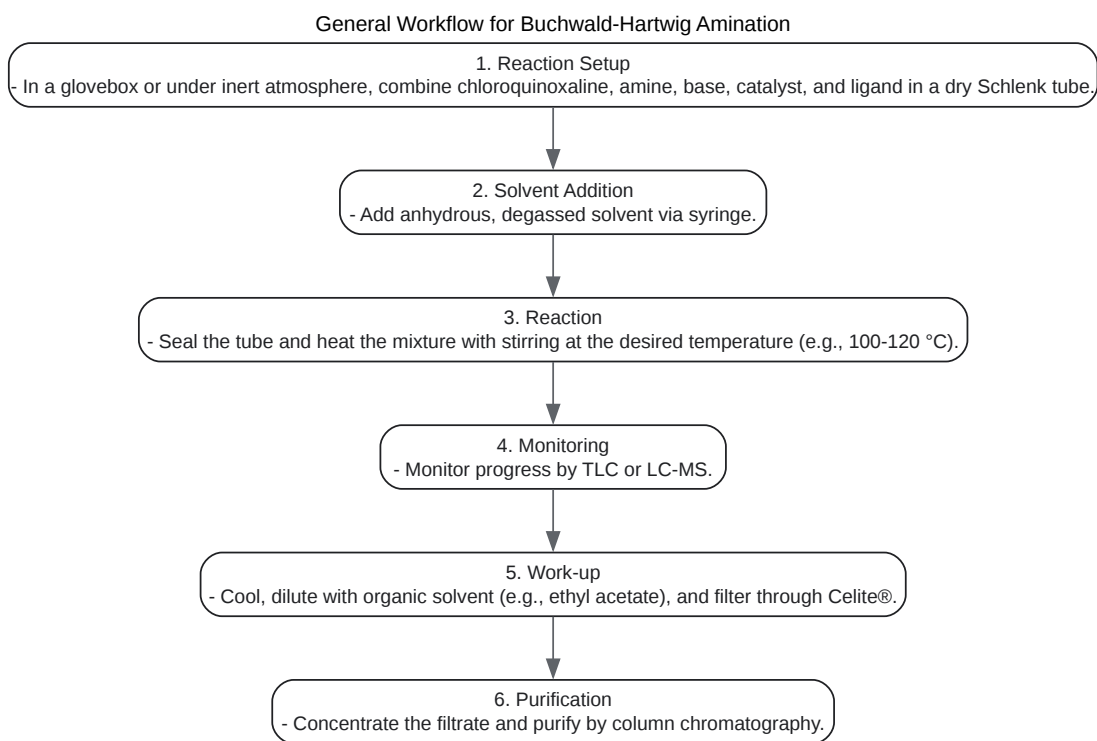 General Workflow for Buchwald-Hartwig Amination
1. Reaction Setup
- In a glovebox or under inert atmosphere, combine chloroquinoxaline, amine, base, catalyst, and ligand in a dry Schlenk tube.
2. Solvent Addition
- Add anhydrous, degassed solvent via syringe.
3. Reaction
- Seal the tube and heat the mixture with stirring at the desired temperature (e.g., 100-120 °C).
4. Monitoring
- Monitor progress by TLC or LC-MS.
5. Work-up
- Cool, dilute with organic solvent (e.g., ethyl acetate), and filter through Celite®.
6. Purification
- Concentrate the filtrate and purify by column chromatography.